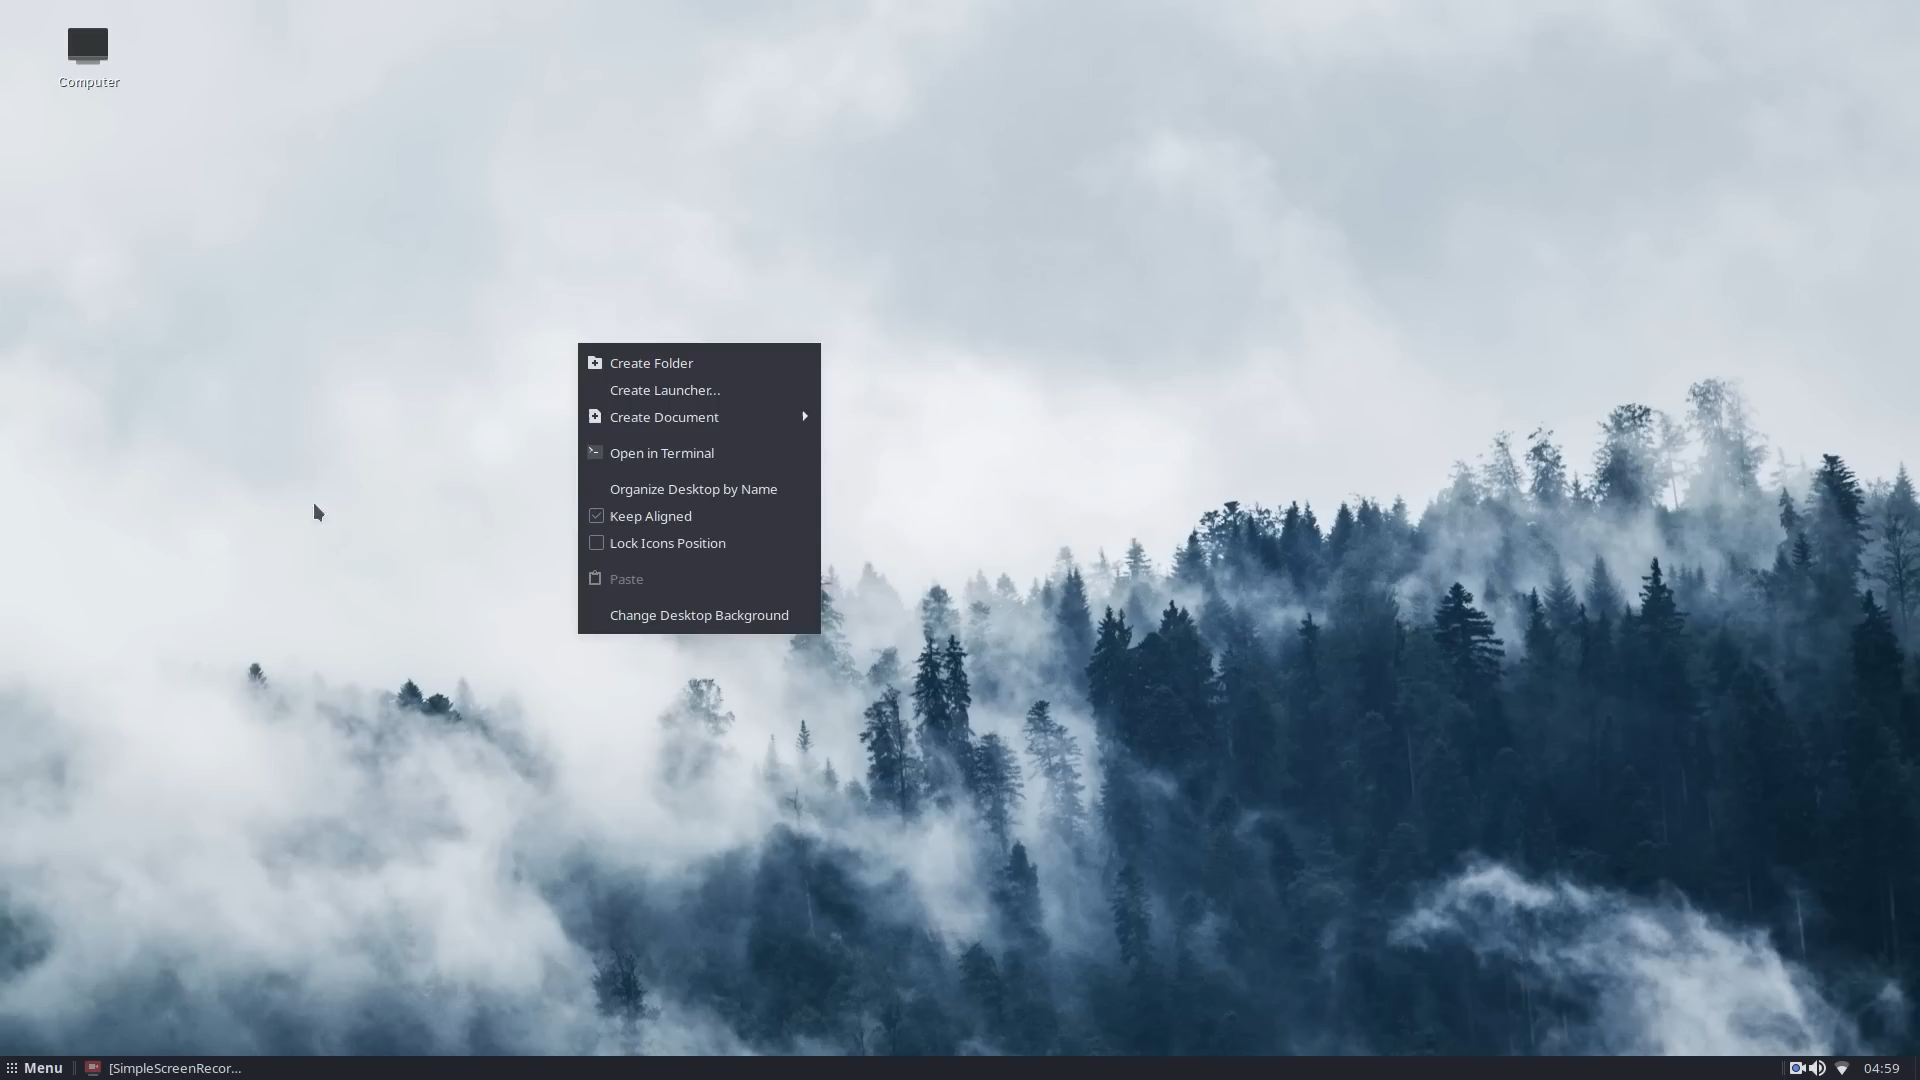 Computer
Create Folder
Create Launcher...
Create Document
Open in Terminal
Organize Desktop by Name
Keep Aligned
Lock Icons Position
Paste
Change Desktop Background
Menu
[SimpleScreenRecor...
04:59